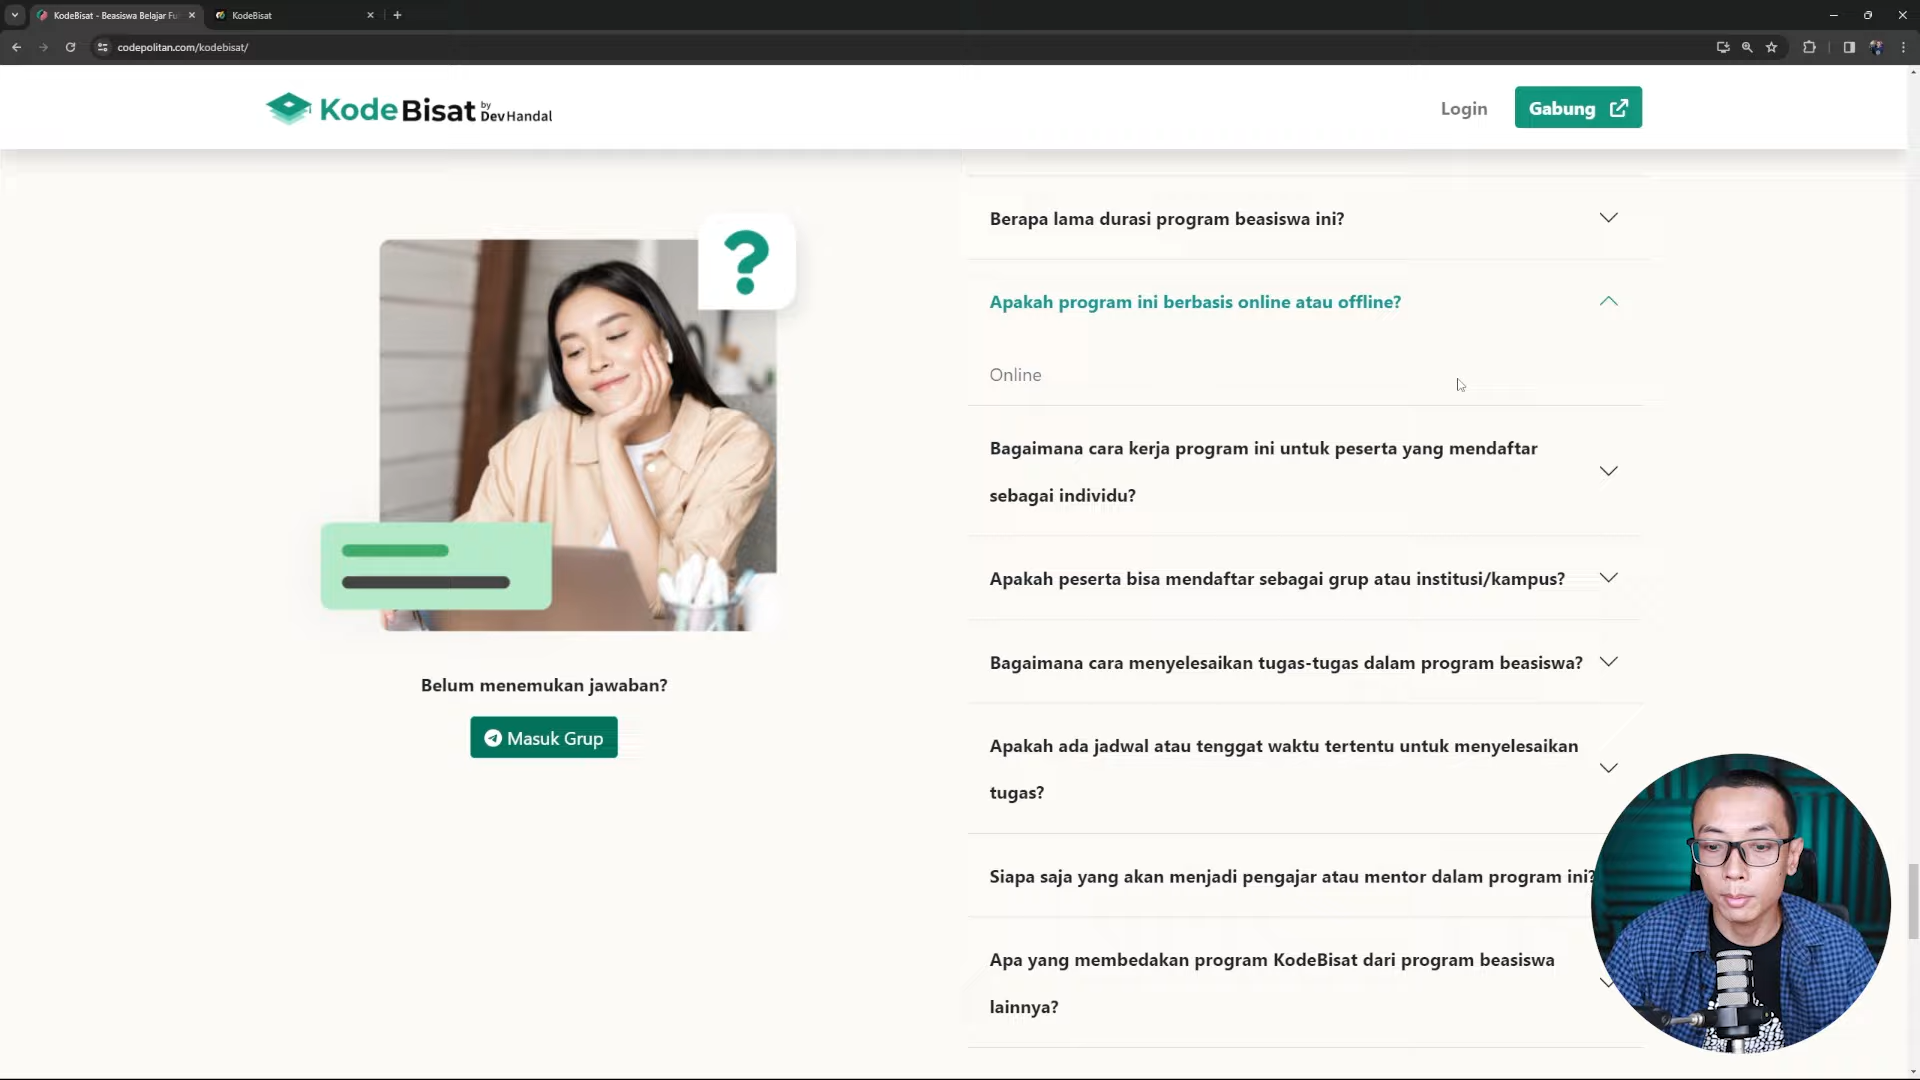 KodeBisat - Beasiswa Belajar Fu
KodeBisat
codepolitan.com/kodebisat/
KodeBisat by DevHandal
Login
Gabung
Berapa lama durasi program beasiswa ini?
Apakah program ini berbasis online atau offline?
Online
Bagaimana cara kerja program ini untuk peserta yang mendaftar
sebagai individu?
Apakah peserta bisa mendaftar sebagai grup atau institusi/kampus?
Bagaimana cara menyelesaikan tugas-tugas dalam program beasiswa?
Apakah ada jadwal atau tenggat waktu tertentu untuk menyelesaikan
tugas?
Siapa saja yang akan menjadi pengajar atau mentor dalam program ini?
Apa yang membedakan program KodeBisat dari program beasiswa
lainnya?
?
Belum menemukan jawaban?
Masuk Grup